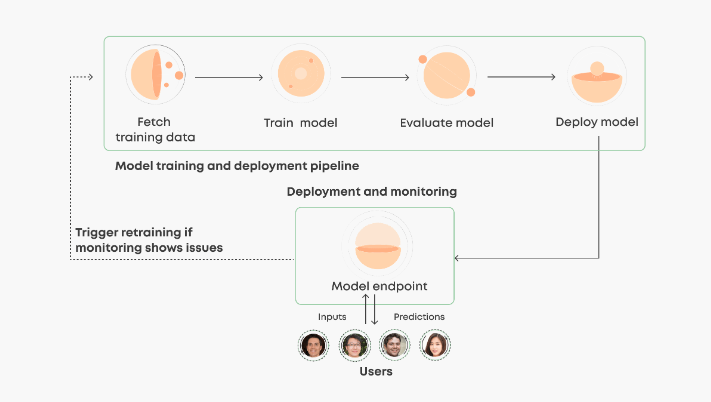 Fetch
training data
Train model
Evaluate model
Deploy model
Model training and deployment pipeline
Deployment and monitoring
Trigger retraining if
monitoring shows issues
Model endpoint
Inputs
Predictions
Users